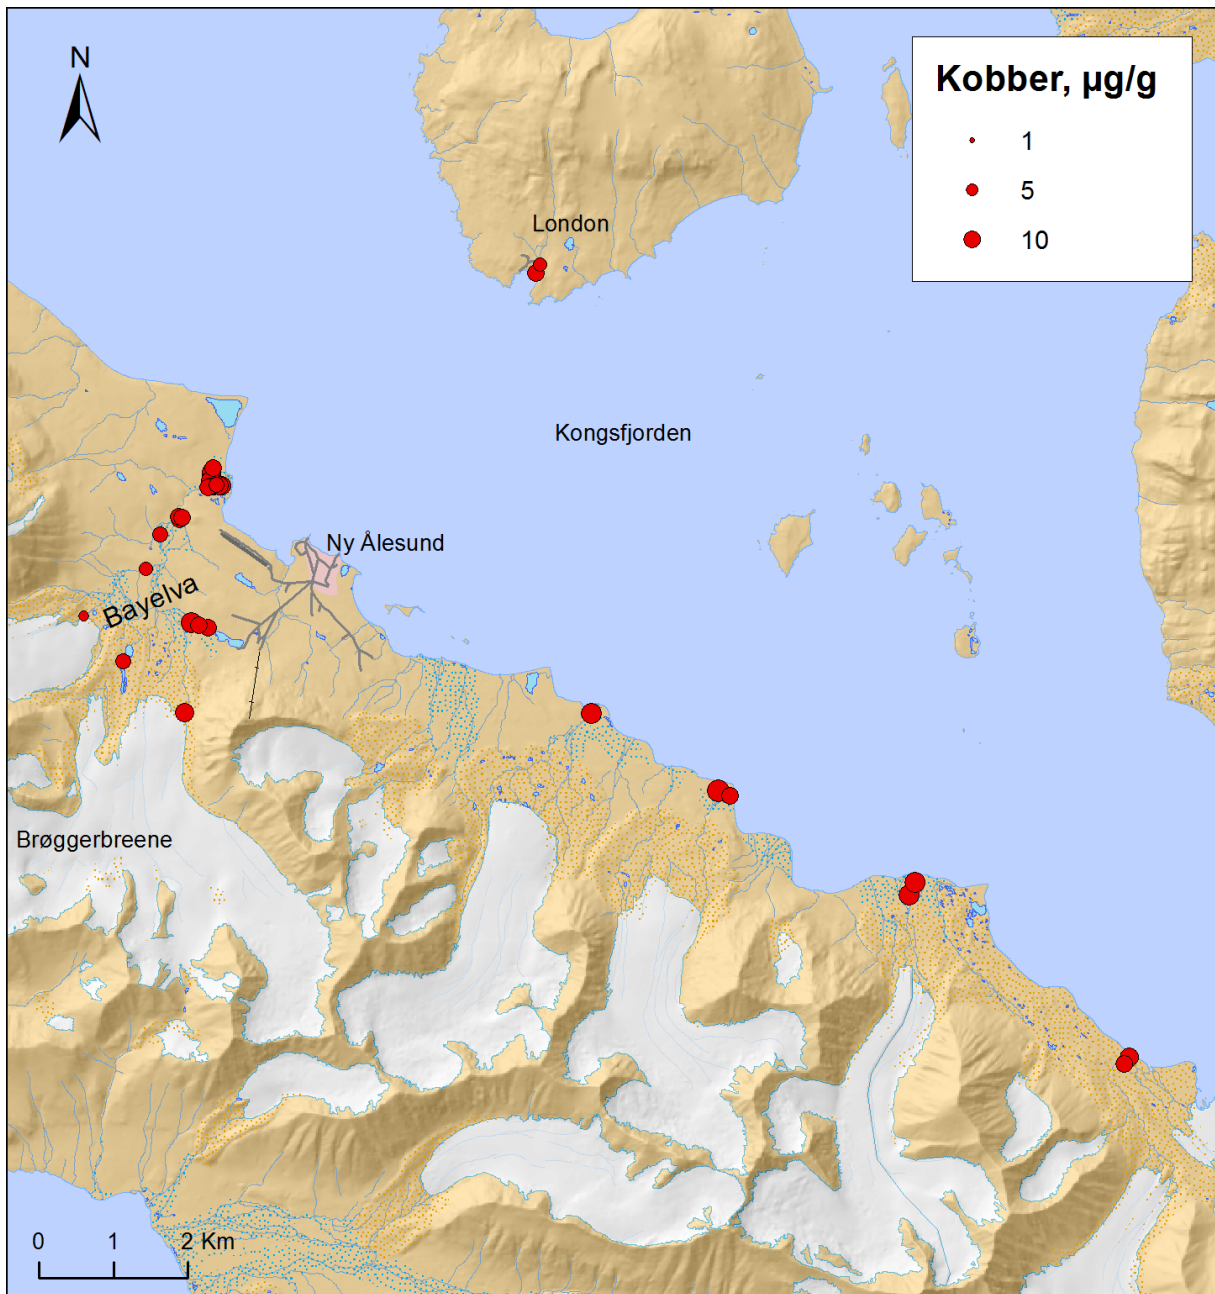 N
Kobber, µg/g
1
5
10
London
Kongsfjorden
Ny Ålesund
Bayelva
Brøggerbreene
0 1 2 Km